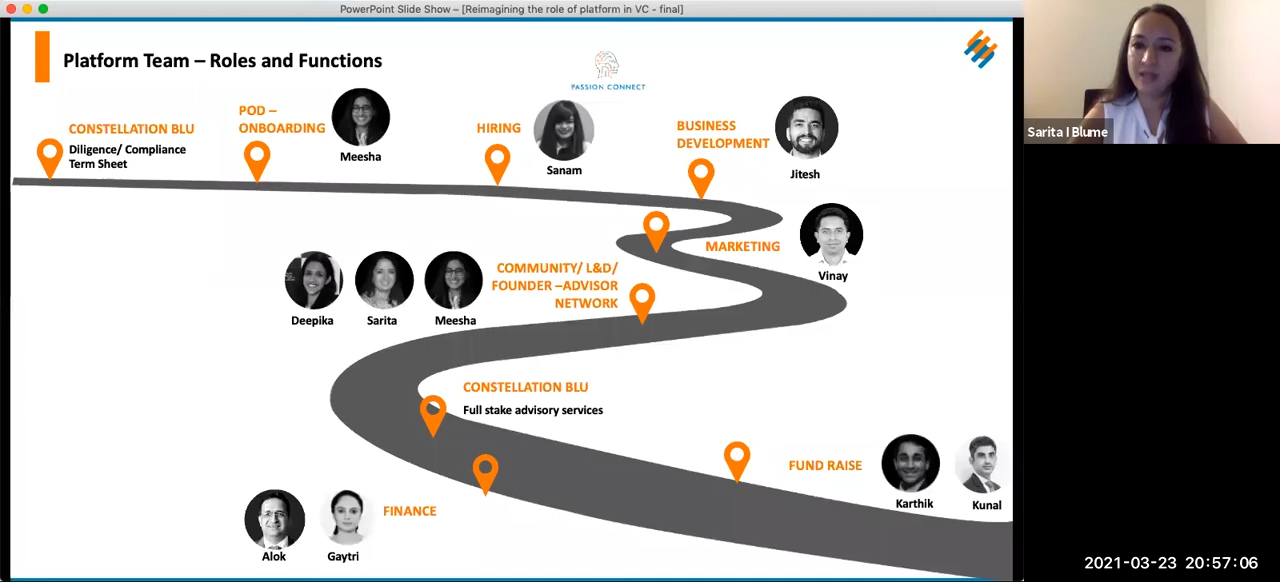 PowerPoint Slide Show – [Reimagining the role of platform in VC - final]
Platform Team – Roles and Functions
PASSION CONNECT
CONSTELLATION BLU
Diligence/ Compliance
Term Sheet
POD –
ONBOARDING
Meesha
HIRING
Sanam
BUSINESS
DEVELOPMENT
Jitesh
Sarita I Blume
MARKETING
Vinay
Deepika
Sarita
Meesha
COMMUNITY/ L&D/
FOUNDER –ADVISOR
NETWORK
CONSTELLATION BLU
Full stake advisory services
FUND RAISE
Karthik
Kunal
Alok
Gaytri
FINANCE
2021-03-23 20:57:06